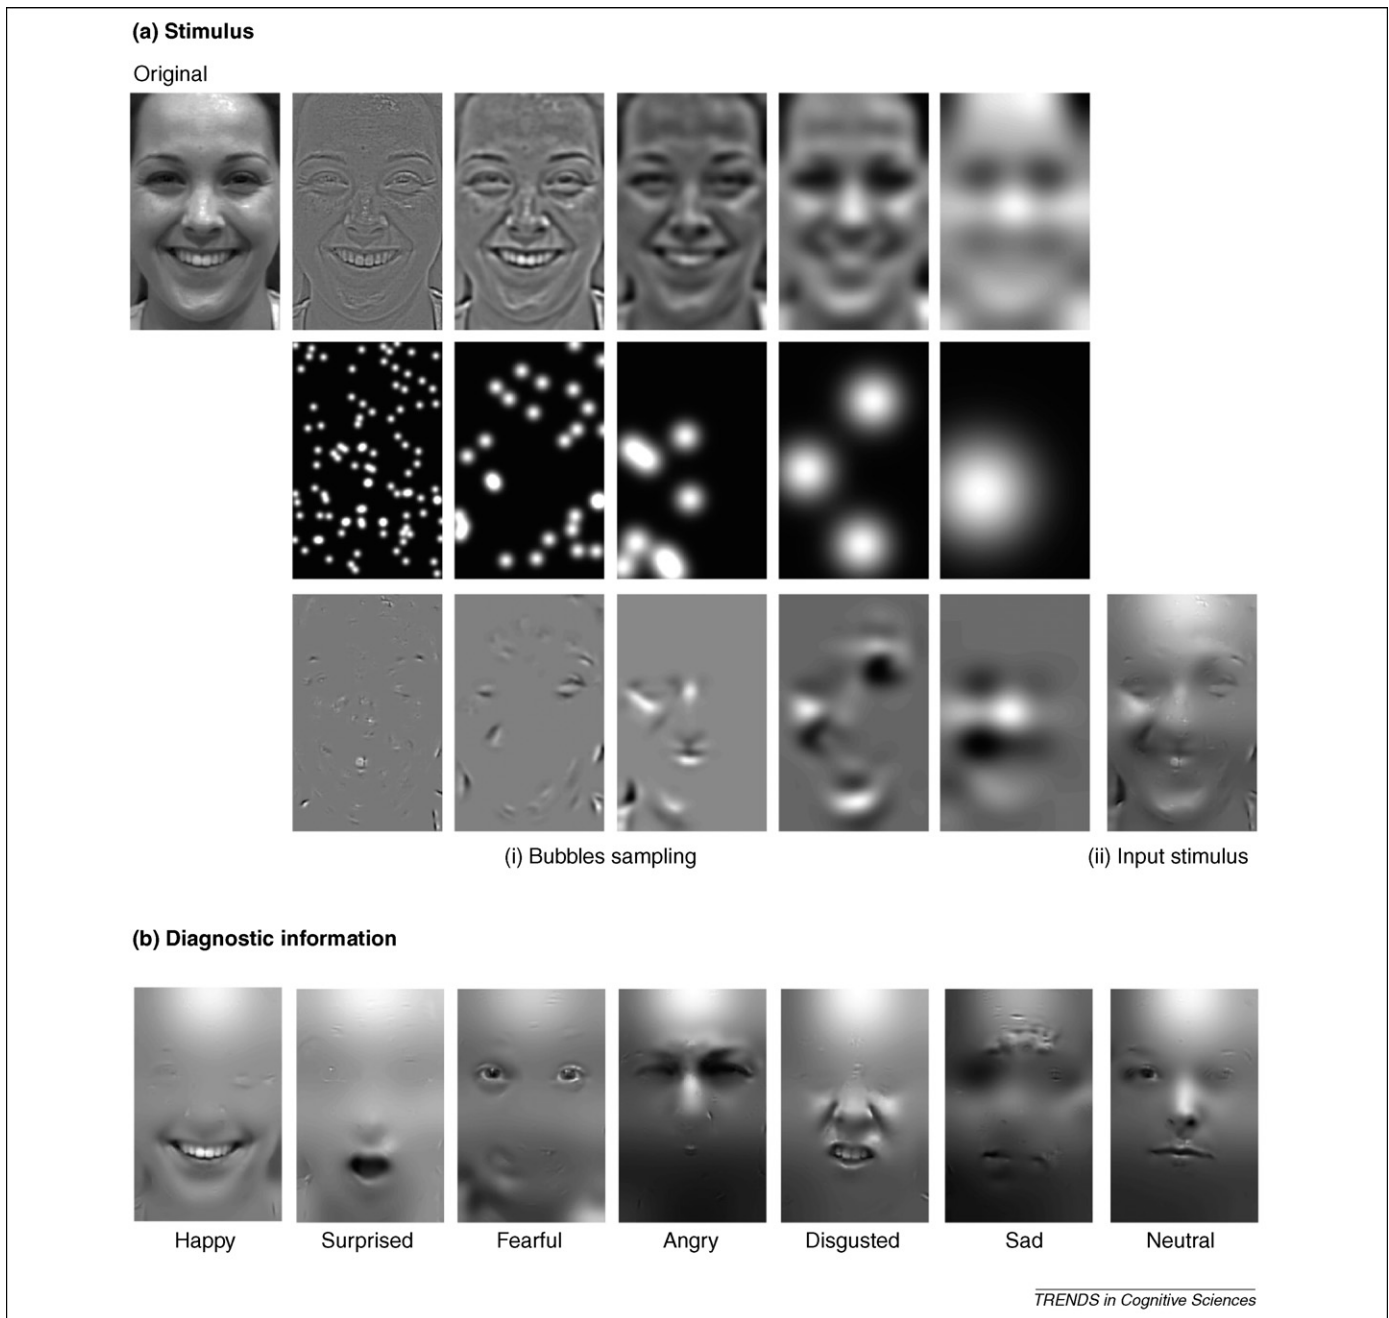 (a) Stimulus
Original
(i) Bubbles sampling
(ii) Input stimulus
(b) Diagnostic information
Happy
Surprised
Fearful
Angry
Disgusted
Sad
Neutral
TRENDS in Cognitive Sciences